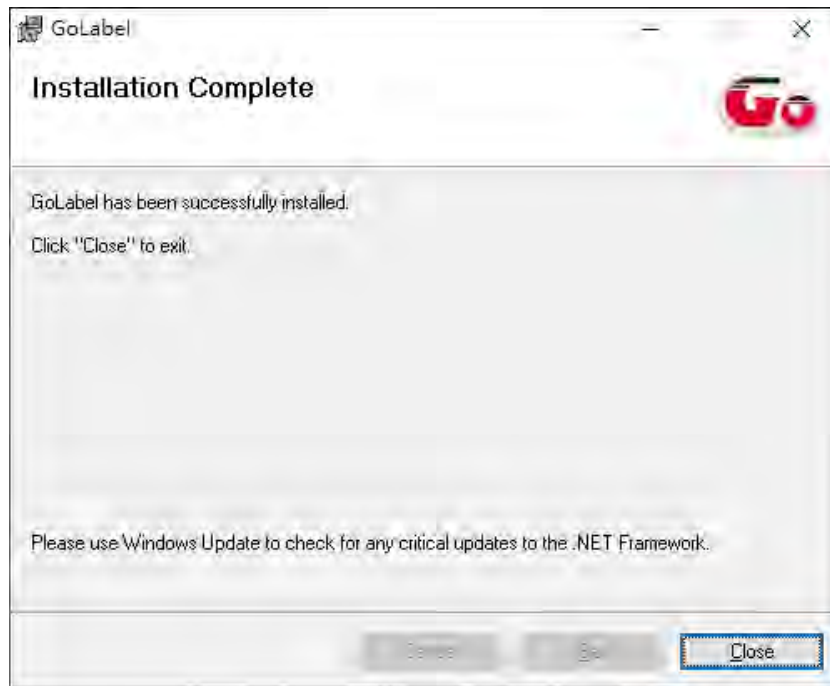 GoLabel
Installation Complete
Go
GoLabel has been successfully installed.
Click "Close" to exit.
Please use Windows Update to check for any critical updates to the .NET Framework.
Close